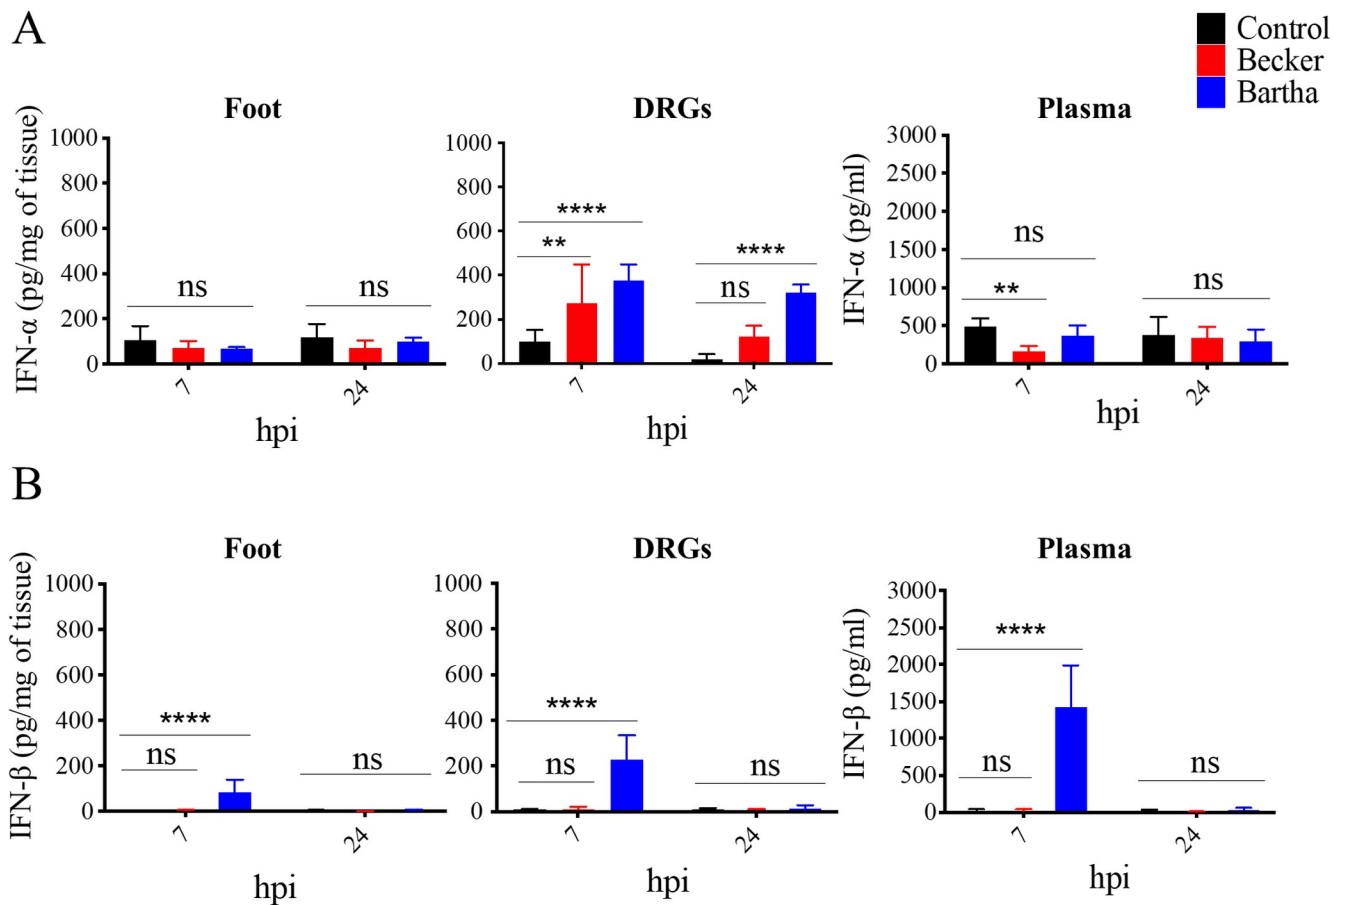 A
Control
Becker
Bartha
Foot
DRGs
Plasma
IFN-α (pg/mg of tissue)
1000
800
600
400
200
0
ns
ns
7
24
hpi
1000
800
600
400
200
0
****
**
****
ns
7
24
hpi
IFN-α (pg/ml)
3000
2500
2000
1500
1000
500
0
ns
**
ns
7
24
hpi
B
Foot
DRGs
Plasma
IFN-β (pg/mg of tissue)
1000
800
600
400
200
0
****
ns
ns
7
24
hpi
1000
800
600
400
200
0
****
ns
ns
7
24
hpi
IFN-β (pg/ml)
3000
2500
2000
1500
1000
500
0
****
ns
ns
7
24
hpi